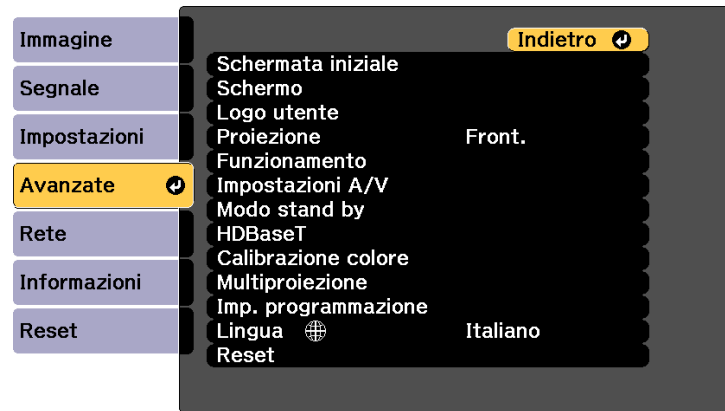 Immagine
Segnale
Impostazioni
Avanzate
Rete
Informazioni
Reset
Indietro
Schermata iniziale
Schermo
Logo utente
Proiezione Front.
Funzionamento
Impostazioni A/V
Modo stand by
HDBaseT
Calibrazione colore
Multiproiezione
Imp. programmazione
Lingua Italiano
Reset